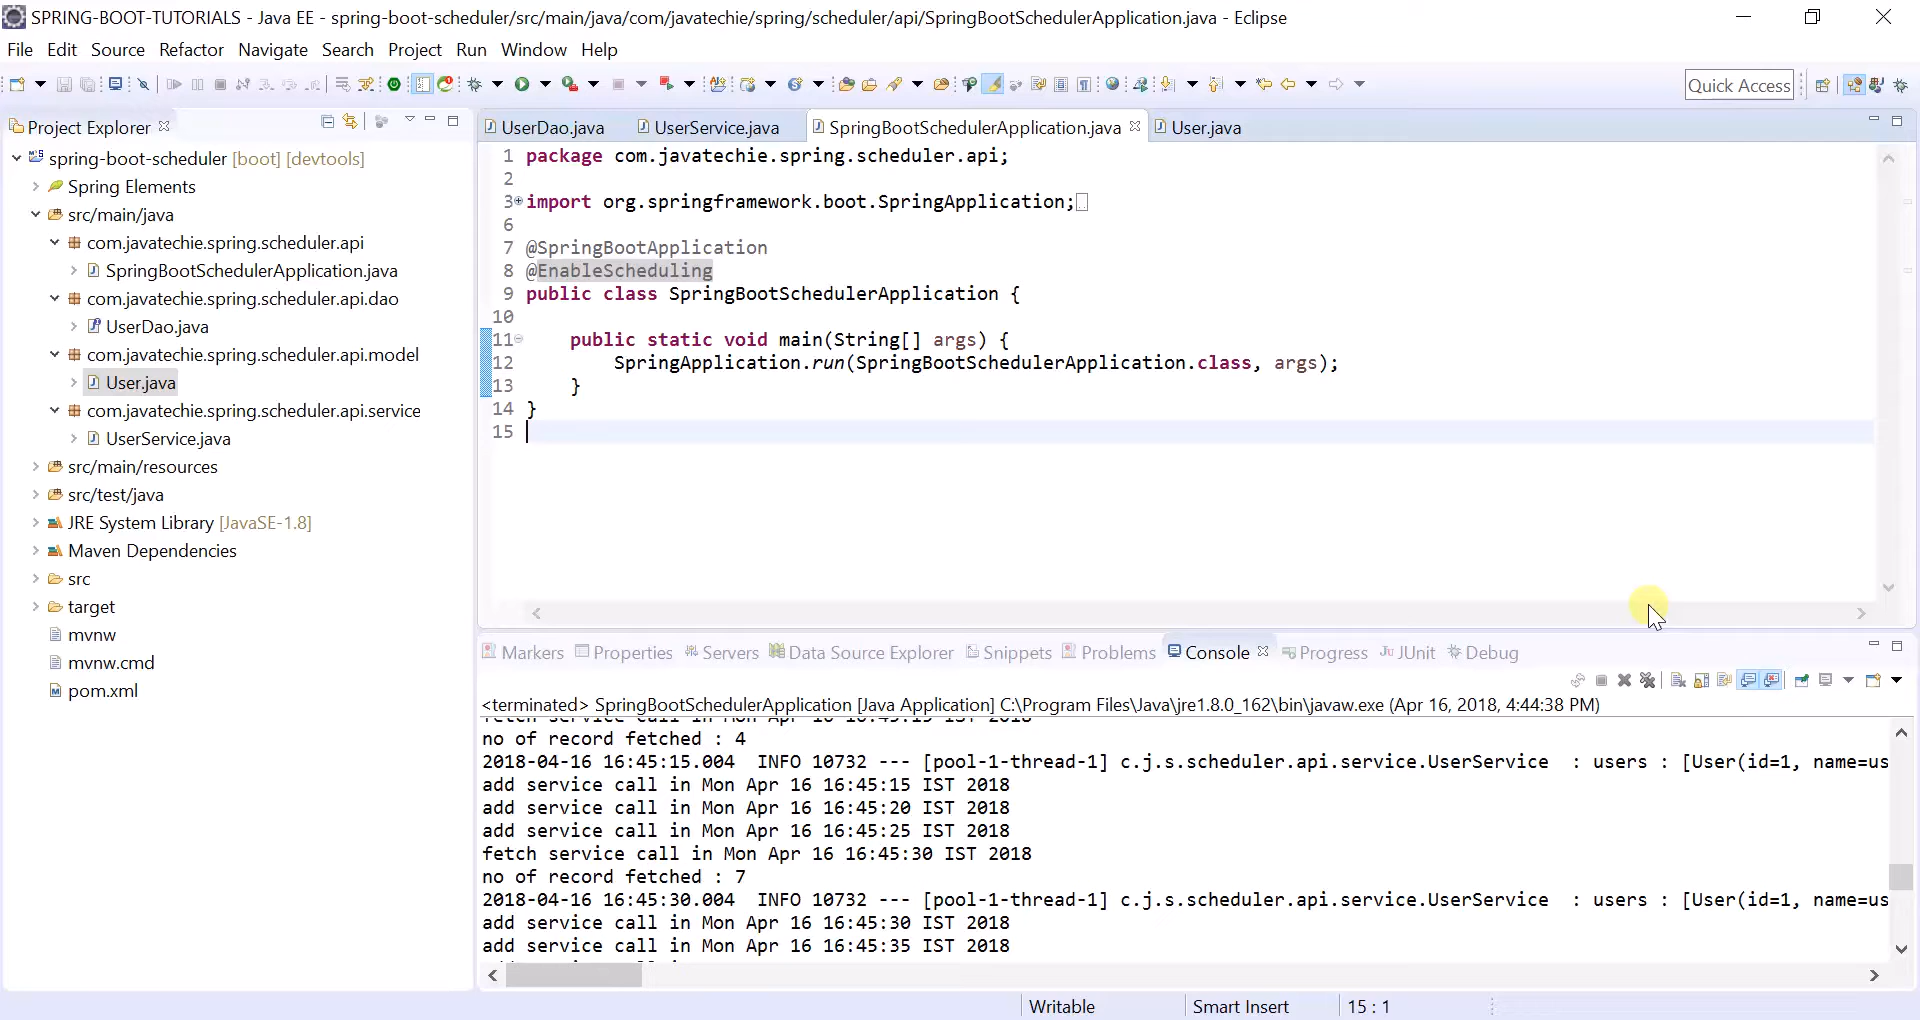 SPRING-BOOT-TUTORIALS - Java EE - spring-boot-scheduler/src/main/java/com/javatechie/spring/scheduler/api/SpringBootSchedulerApplication.java - Eclipse
File Edit Source Refactor Navigate Search Project Run Window Help
Quick Access
Project Explorer
spring-boot-scheduler [boot] [devtools]
Spring Elements
src/main/java
com.javatechie.spring.scheduler.api
SpringBootSchedulerApplication.java
com.javatechie.spring.scheduler.api.dao
UserDao.java
com.javatechie.spring.scheduler.api.model
User.java
com.javatechie.spring.scheduler.api.service
UserService.java
src/main/resources
src/test/java
JRE System Library [JavaSE-1.8]
Maven Dependencies
src
target
mvnw
mvnw.cmd
pom.xml
UserDao.java UserService.java SpringBootSchedulerApplication.java User.java
1 package com.javatechie.spring.scheduler.api;
2
3 import org.springframework.boot.SpringApplication;
6
7 @SpringBootApplication
8 @EnableScheduling
9 public class SpringBootSchedulerApplication {
10
11 public static void main(String[] args) {
12 SpringApplication.run(SpringBootSchedulerApplication.class, args);
13 }
14 }
15
Markers Properties Servers Data Source Explorer Snippets Problems Console Progress JUnit Debug
<terminated> SpringBootSchedulerApplication [Java Application] C:\Program Files\Java\jre1.8.0_162\bin\javaw.exe (Apr 16, 2018, 4:44:38 PM)
fetch service call in Mon Apr 16 16:45:15 IST 2018
no of record fetched : 4
2018-04-16 16:45:15.004  INFO 10732 --- [pool-1-thread-1] c.j.s.scheduler.api.service.UserService  : users : [User(id=1, name=us
add service call in Mon Apr 16 16:45:15 IST 2018
add service call in Mon Apr 16 16:45:20 IST 2018
add service call in Mon Apr 16 16:45:25 IST 2018
fetch service call in Mon Apr 16 16:45:30 IST 2018
no of record fetched : 7
2018-04-16 16:45:30.004  INFO 10732 --- [pool-1-thread-1] c.j.s.scheduler.api.service.UserService  : users : [User(id=1, name=us
add service call in Mon Apr 16 16:45:30 IST 2018
add service call in Mon Apr 16 16:45:35 IST 2018
Writable Smart Insert 15 : 1